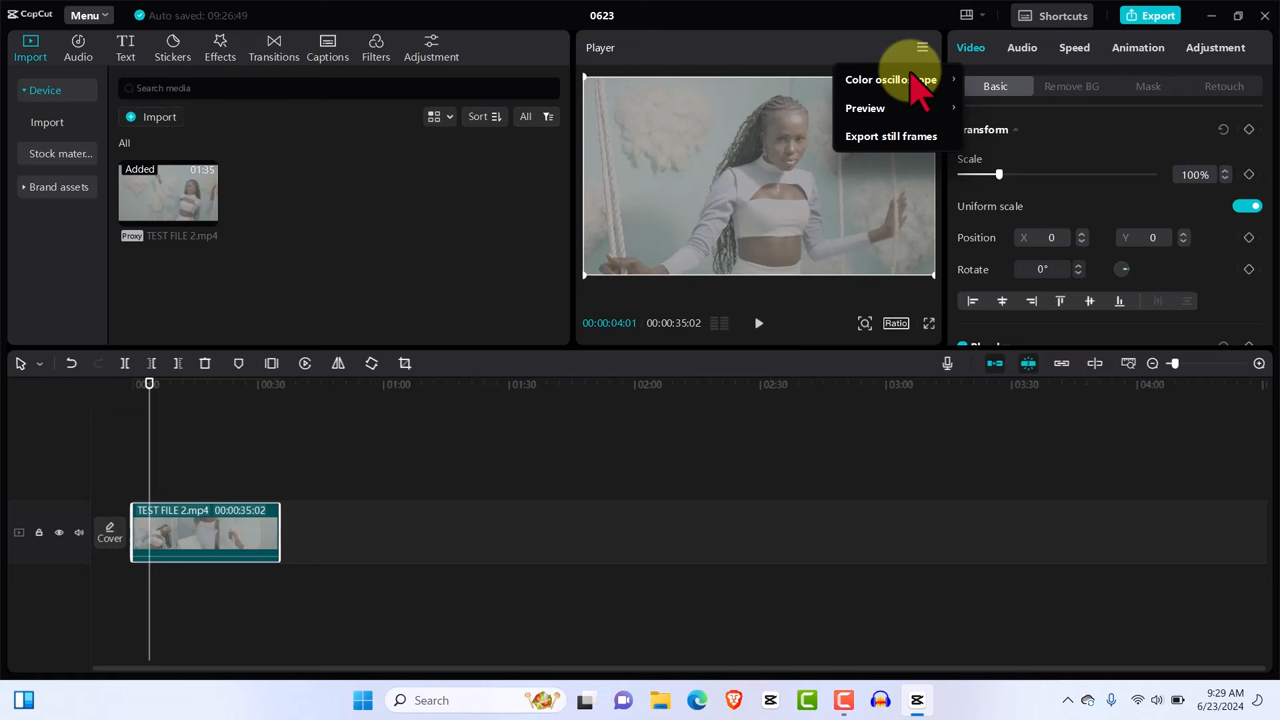 CapCut
Menu
Auto saved: 09:26:49
0623
Shortcuts
Export
Import
Audio
Text
Stickers
Effects
Transitions
Captions
Filters
Adjustment
Player
Video
Audio
Speed
Animation
Adjustment
Device
Import
Stock mater...
Brand assets
Search media
Import
Sort
All
All
Added
01:35
Proxy
TEST FILE 2.mp4
Color oscilloscope
Preview
Export still frames
00:00:04:01
00:00:35:02
Ratio
Basic
Remove BG
Mask
Retouch
Transform
Scale
100%
Uniform scale
Position
X
0
Y
0
Rotate
0°
00:30
01:00
01:30
02:00
02:30
03:00
03:30
04:00
Cover
TEST FILE 2.mp4 00:00:35:02
Search
9:29 AM
6/23/2024